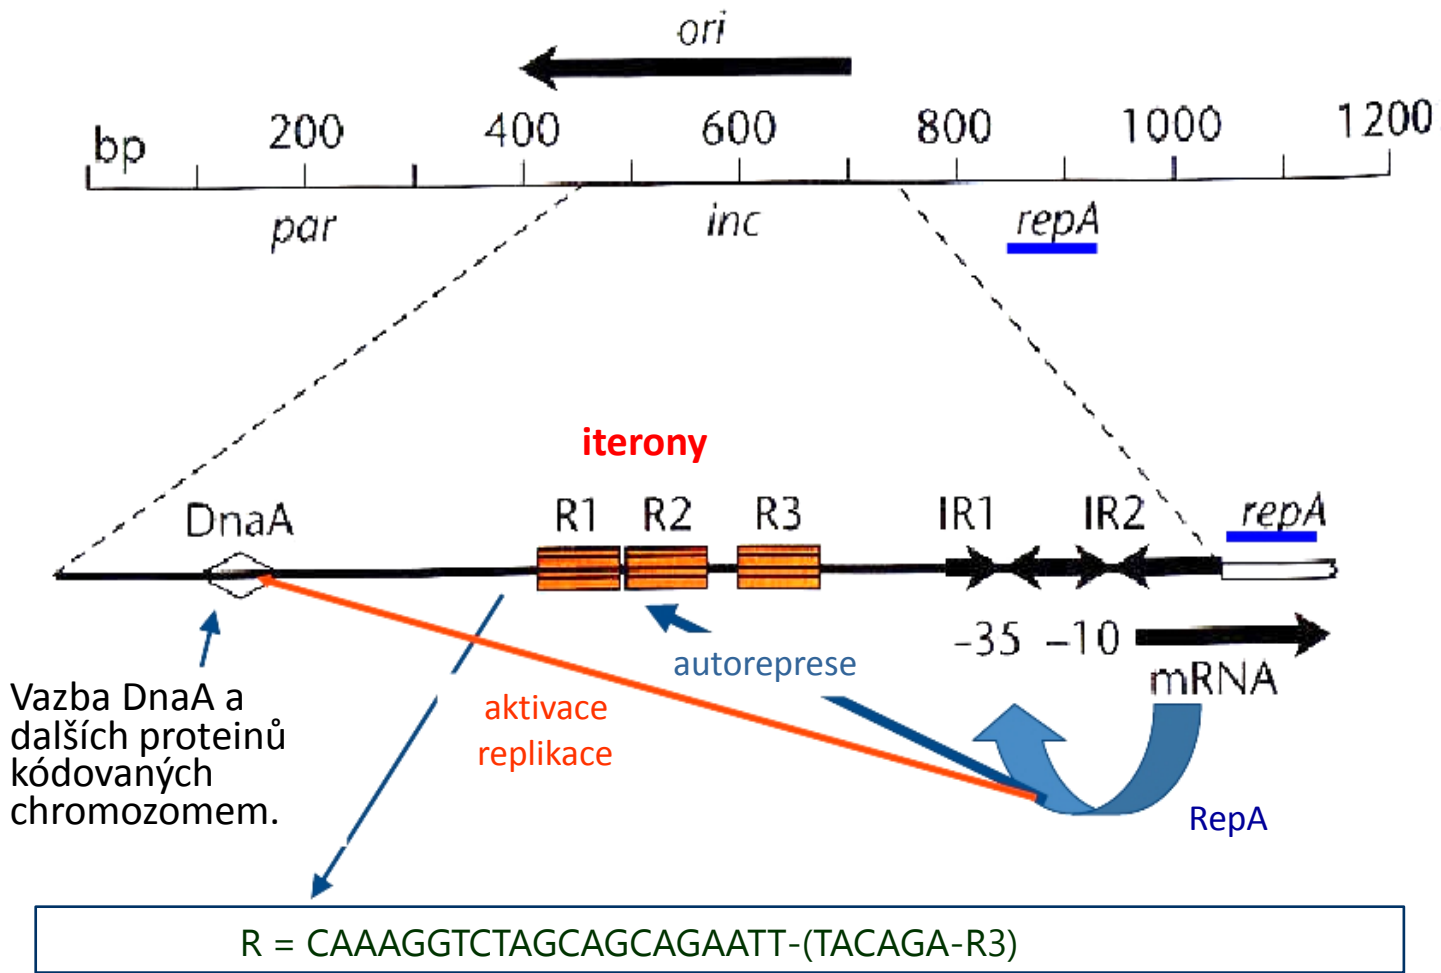 ori
bp 200 400 600 800 1000 1200
par inc repA
iterony
DnaA R1 R2 R3 IR1 IR2 repA
-35 -10 mRNA
autoreprese
aktivace
replikace
Vazba DnaA a
dalších proteinů
kódovaných
chromozomem.
RepA
R = CAAAGGTCTAGCAGCAGAATT-(TACAGA-R3)